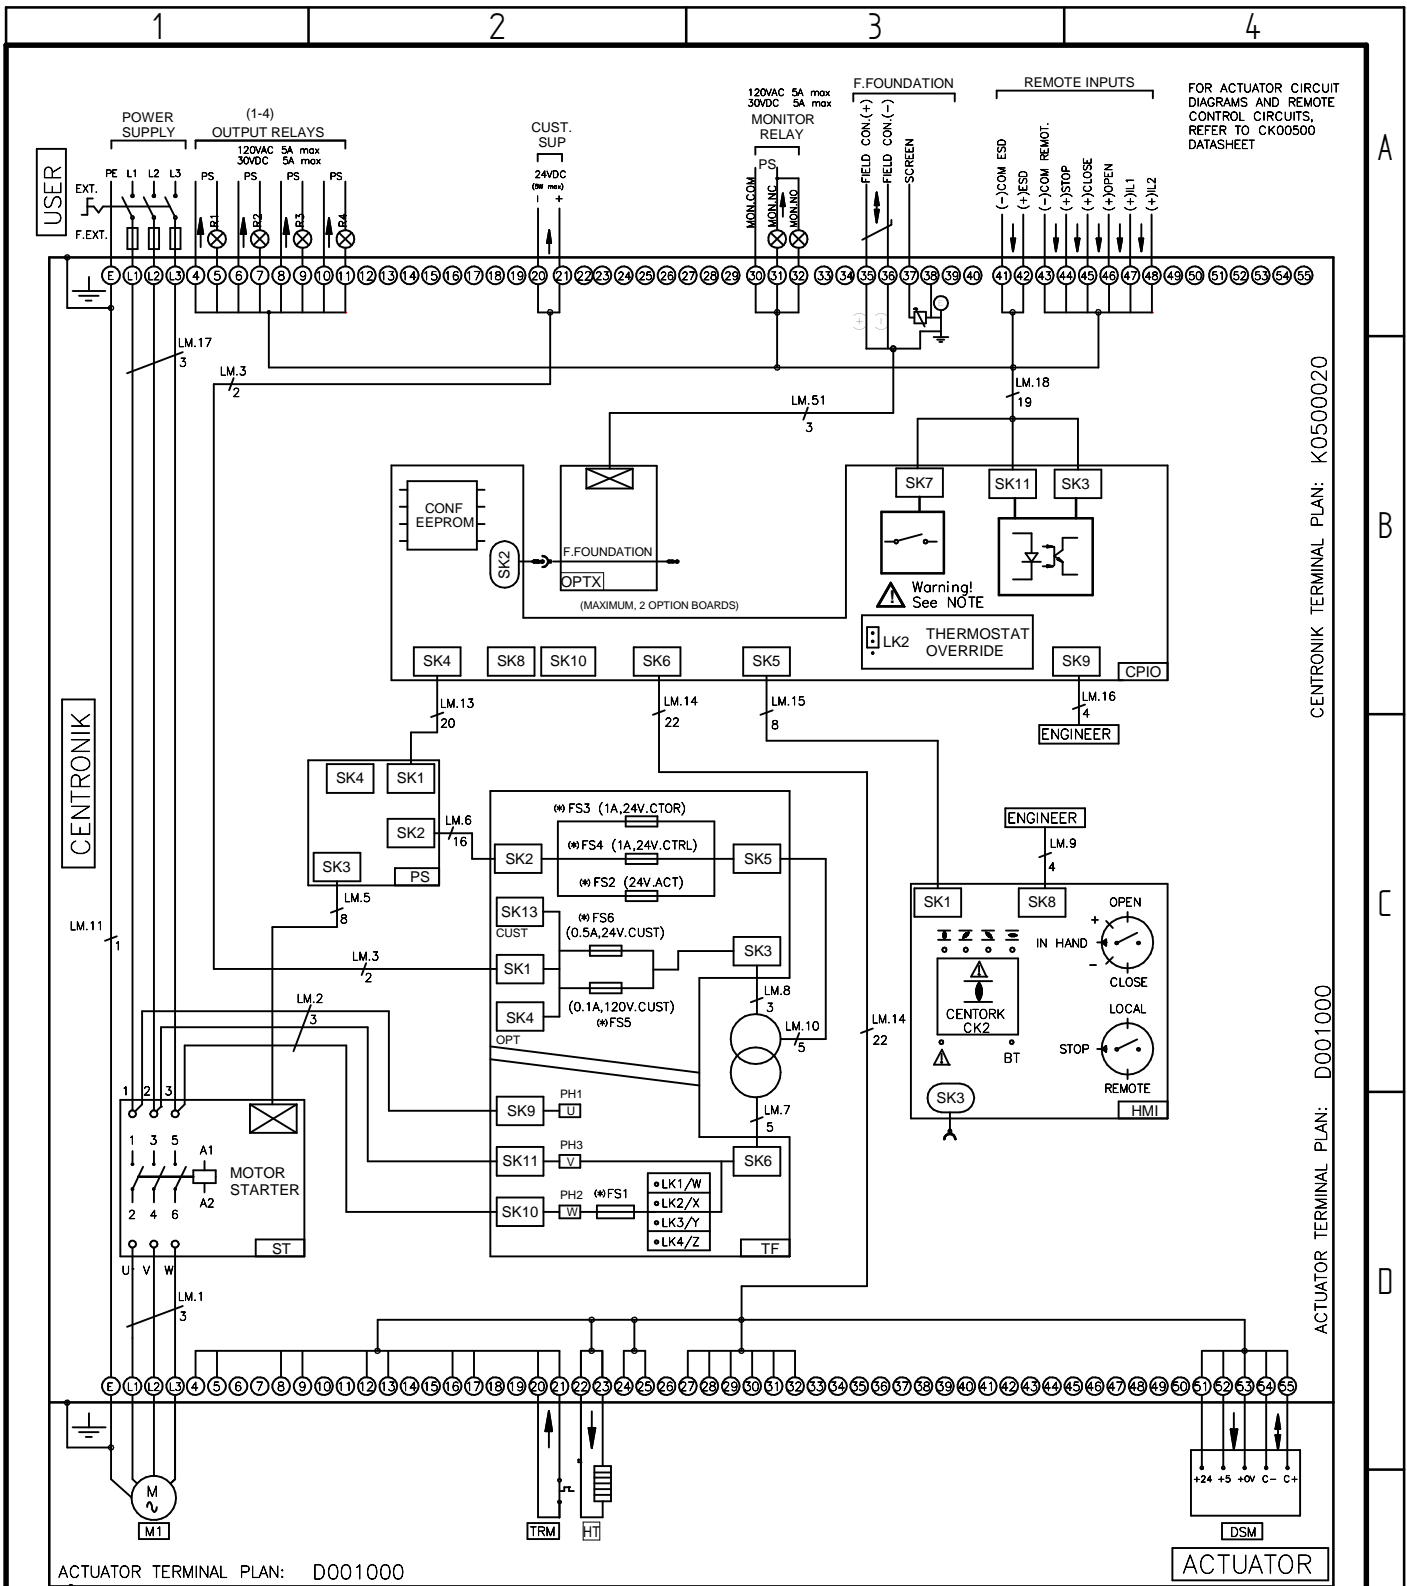 1 2 3 4
A
B
C
D
POWER
SUPPLY
(1-4)
OUTPUT RELAYS
120VAC 5A max
30VDC 5A max
CUST.
SUP
24VDC
(8W max)
- +
120VAC 5A max
30VDC 5A max
MONITOR
RELAY
F.FOUNDATION
REMOTE INPUTS
FOR ACTUATOR CIRCUIT
DIAGRAMS AND REMOTE
CONTROL CIRCUITS,
REFER TO CK00500
DATASHEET
USER
PE L1 L2 L3
EXT.
F.EXT.
PS PS PS PS
R1 R2 R3 R4
PS
MON.COM
MON.NC
MON.NO
FIELD CON.(+)
FIELD CON.(-)
SCREEN
(-)COM ESD
(+)ESD
(-)COM REMOT.
(+)STOP
(+)CLOSE
(+)OPEN
(+)IL1
(+)IL2
E L1 L2 L3 4 5 6 7 8 9 10 11 12 13 14 15 16 17 18 19 20 21 22 23 24 25 26 27 28 29 30 31 32 33 34 35 36 37 38 39 40 41 42 43 44 45 46 47 48 49 50 51 52 53 54 55
+ -
E
LM.17
3
LM.3
2
LM.51
3
LM.18
19
CENTRONIK TERMINAL PLAN: K0500020
CONF
EEPROM
SK2
F.FOUNDATION
OPTX
(MAXIMUM, 2 OPTION BOARDS)
SK7
SK11
SK3
Warning!
See NOTE
LK2
THERMOSTAT
OVERRIDE
SK4
SK8
SK10
SK6
SK5
SK9
CPIO
LM.13
20
LM.14
22
LM.15
8
LM.16
4
ENGINEER
CENTRONIK
SK4
SK1
SK2
SK3
PS
LM.6
16
LM.5
8
LM.11
1
LM.3
2
LM.2
3
(*) FS3 (1A,24V.CTOR)
(*) FS4 (1A,24V.CTRL)
(*) FS2 (24V.ACT)
SK2
SK5
SK13
CUST
(*) FS6
(0.5A,24V.CUST)
SK3
SK1
SK4
OPT
(0.1A,120V.CUST)
(*)FS5
LM.8
3
LM.10
5
LM.7
5
LM.14
22
SK9
PH1
U
SK11
PH3
V
SK6
SK10
PH2
W
(*)FS1
LK1/W
LK2/X
LK3/Y
LK4/Z
TF
ENGINEER
LM.9
4
SK1
SK8
OPEN
+
IN HAND
-
CLOSE
CENTORK
CK2
BT
LOCAL
STOP
REMOTE
SK3
HMI
1 2 3
1 3 5
A1
A2
2 4 6
MOTOR
STARTER
ST
U V W
LM.1
3
ACTUATOR TERMINAL PLAN: D001000
E L1 L2 L3 4 5 6 7 8 9 10 11 12 13 14 15 16 17 18 19 20 21 22 23 24 25 26 27 28 29 30 31 32 33 34 35 36 37 38 39 40 41 42 43 44 45 46 47 48 49 50 51 52 53 54 55
M
M1
TRM
HT
+24 +5 +0V C- C+
DSM
ACTUATOR TERMINAL PLAN: D001000
ACTUATOR